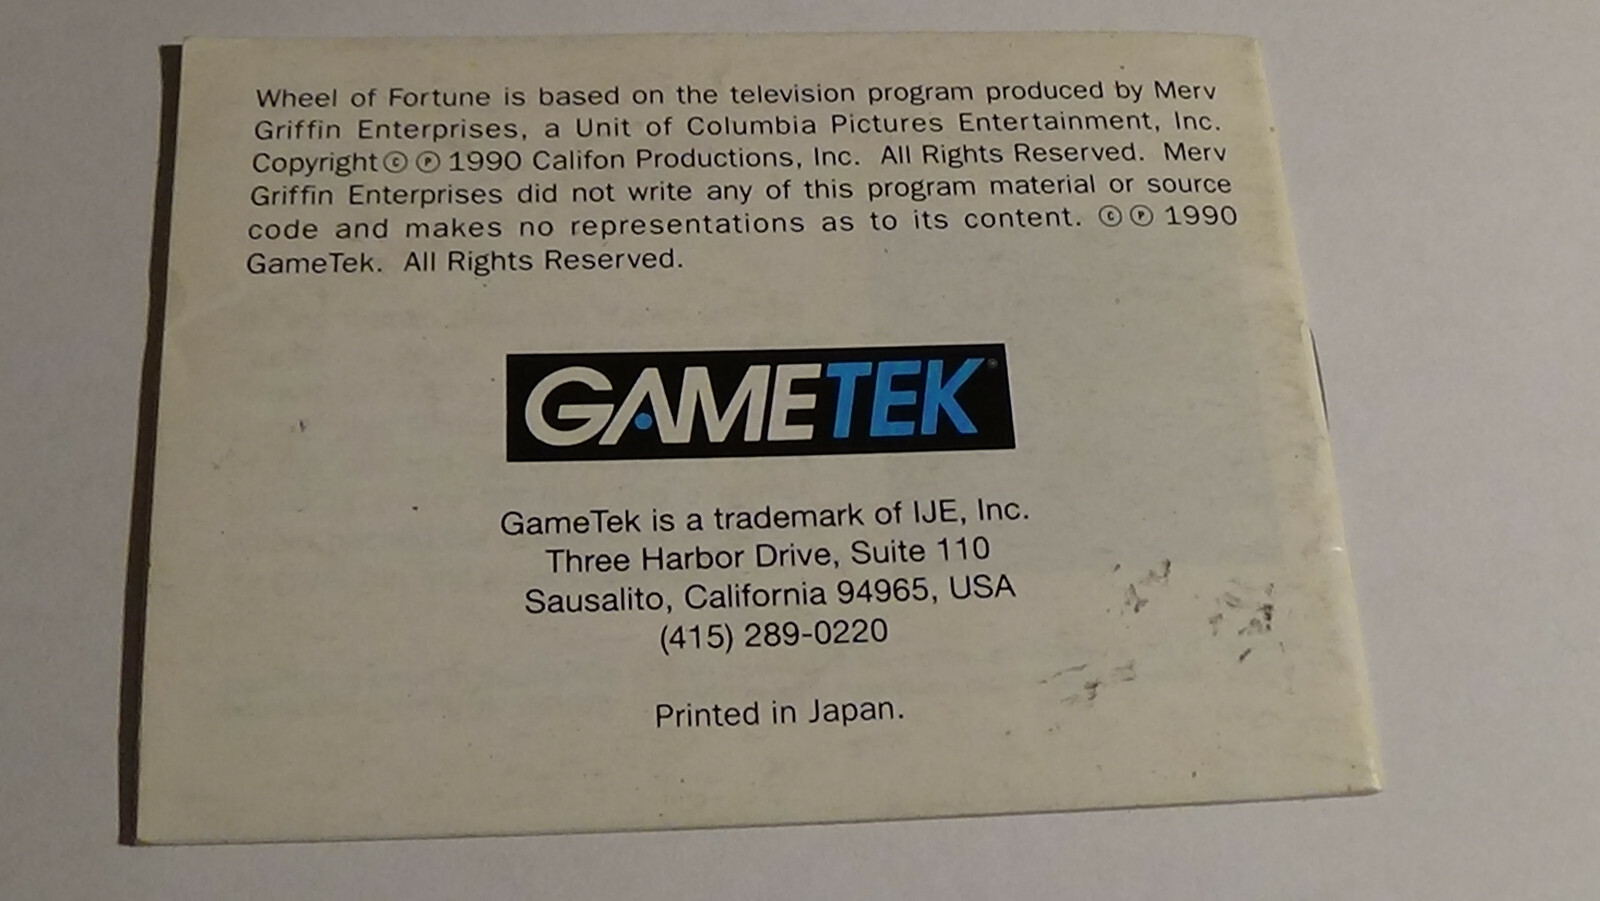 Wheel of Fortune is based on the television program produced by Merv
Griffin Enterprises, a Unit of Columbia Pictures Entertainment, Inc.
Copyright © ℗ 1990 Califon Productions, Inc. All Rights Reserved. Merv
Griffin Enterprises did not write any of this program material or source
code and makes no representations as to its content. © ℗ 1990
GameTek. All Rights Reserved.
GAMETEK®
GameTek is a trademark of IJE, Inc.
Three Harbor Drive, Suite 110
Sausalito, California 94965, USA
(415) 289-0220
Printed in Japan.